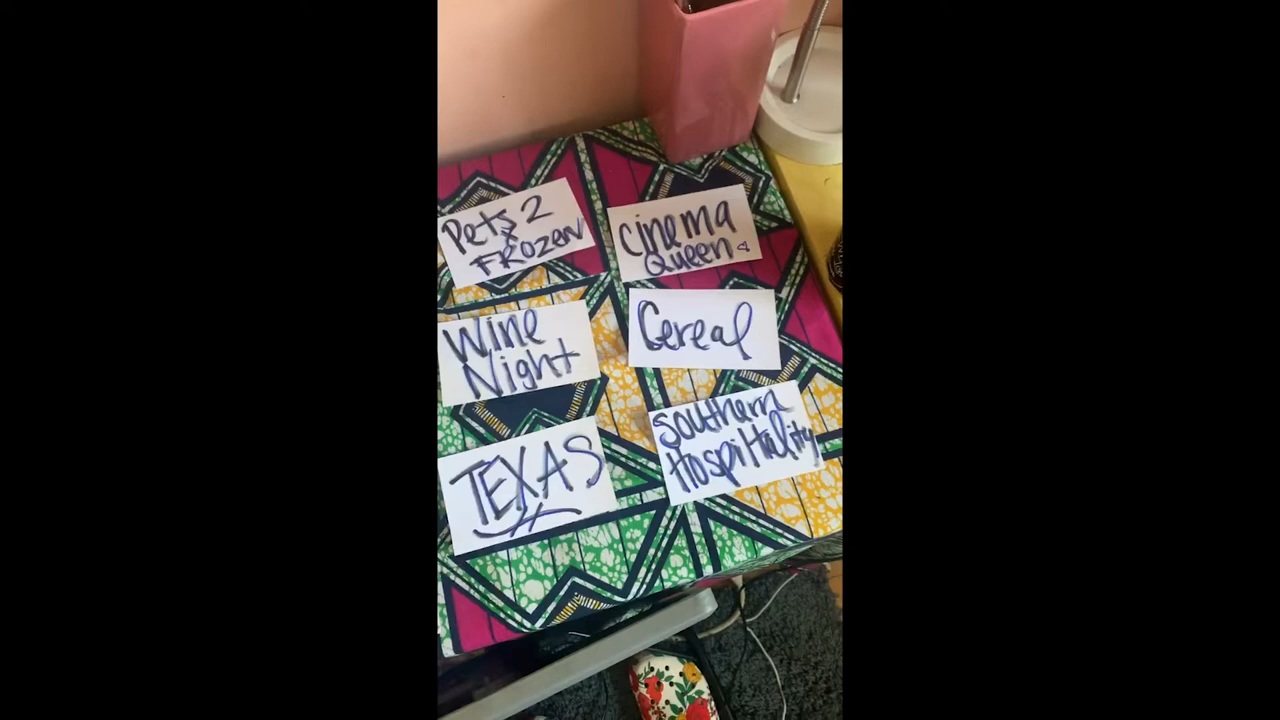 Pets 2
&
FROZEN
Cinema
Queen
Wine
Night
Cereal
TEXAS
Southern
Hospitality